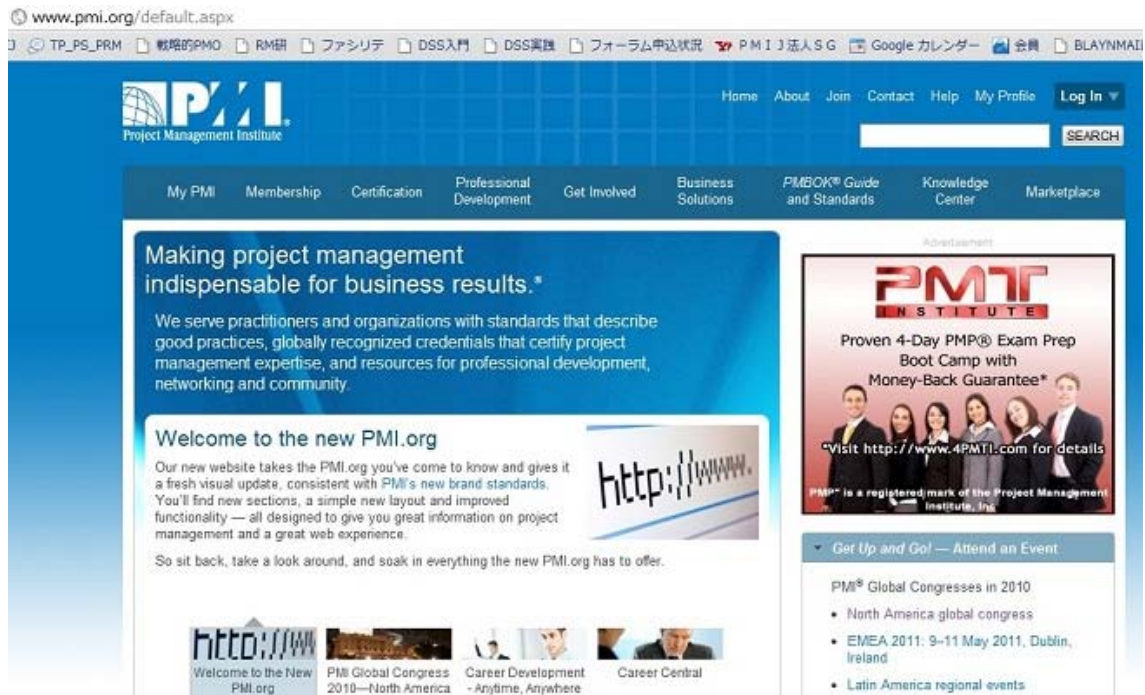 www.pmi.org/default.aspx
TP_PS_PRM 戦略的PMO RM研 ファシリテ DSS入門 DSS実践 フォーラム申込状況 PMIJ法人SG Google カレンダー 会員 BLAYNMAIL
PMI
Project Management Institute
Home About Join Contact Help My Profile Log In
SEARCH
My PMI Membership Certification Professional Development Get Involved Business Solutions PMBOK® Guide and Standards Knowledge Center Marketplace
Making project management
indispensable for business results.®
We serve practitioners and organizations with standards that describe
good practices, globally recognized credentials that certify project
management expertise, and resources for professional development,
networking and community.
Welcome to the new PMI.org
Our new website takes the PMI.org you've come to know and gives it
a fresh visual update, consistent with PMI's new brand standards.
You'll find new sections, a simple new layout and improved
functionality — all designed to give you great information on project
management and a great web experience.
So sit back, take a look around, and soak in everything the new PMI.org has to offer.
http://www.
http://ww
Welcome to the New
PMI.org
PMI Global Congress
2010—North America
Career Development
- Anytime, Anywhere
Career Central
Advertisement
PMT
INSTITUTE
Proven 4-Day PMP® Exam Prep
Boot Camp with
Money-Back Guarantee*
*Visit http://www.4PMTI.com for details
PMP® is a registered mark of the Project Management
Institute, Inc
Get Up and Go! — Attend an Event
PMI® Global Congresses in 2010
• North America global congress
• EMEA 2011: 9–11 May 2011, Dublin,
Ireland
• Latin America regional events